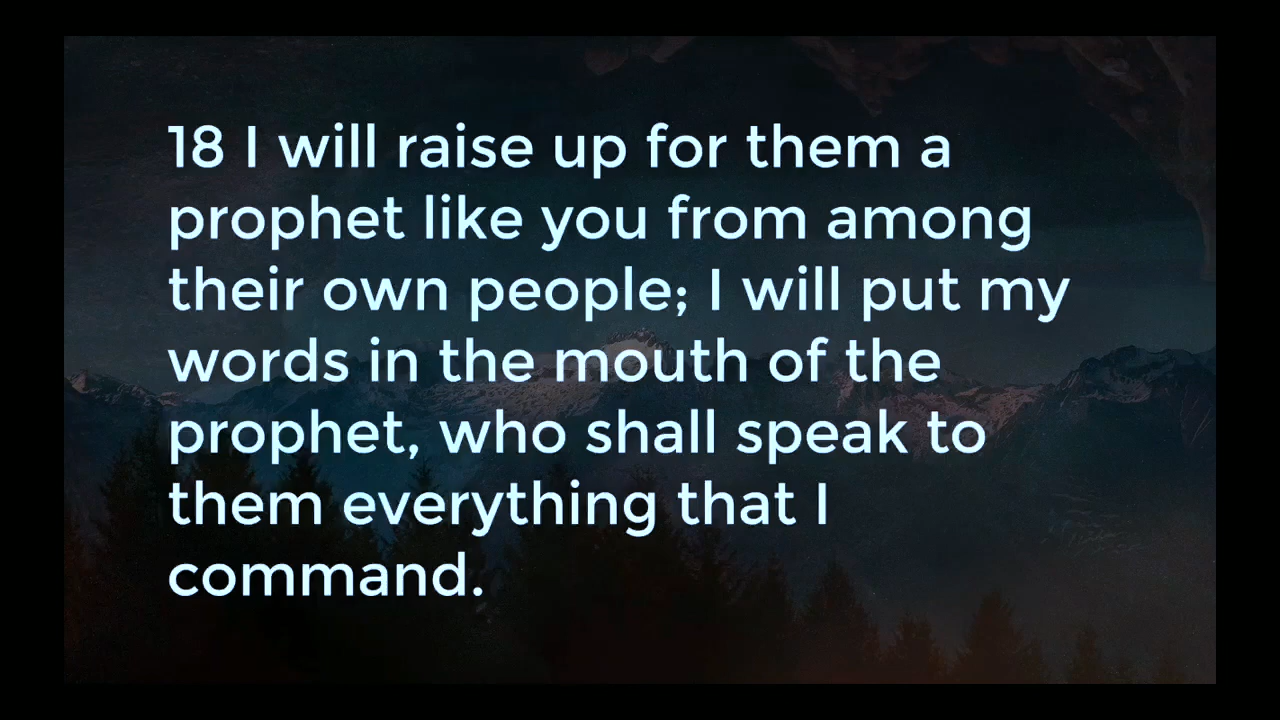 18 I will raise up for them a
prophet like you from among
their own people; I will put my
words in the mouth of the
prophet, who shall speak to
them everything that I
command.